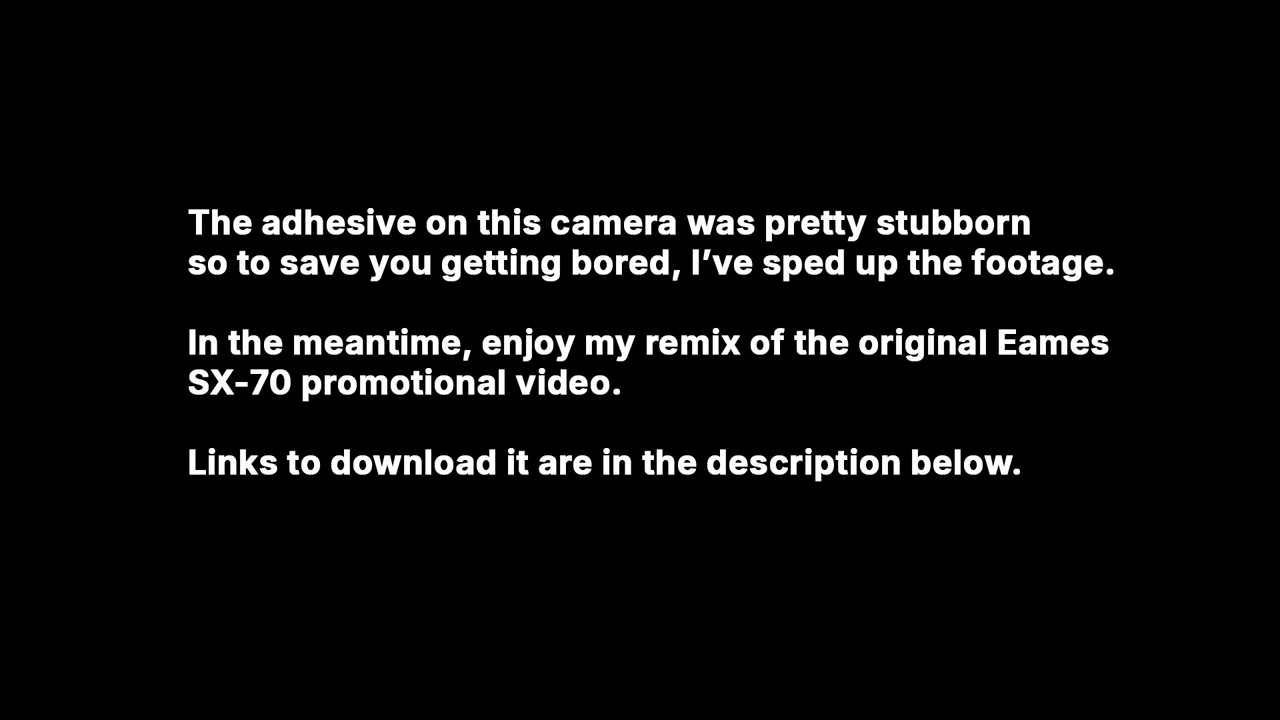 The adhesive on this camera was pretty stubborn
so to save you getting bored, I’ve sped up the footage.
In the meantime, enjoy my remix of the original Eames
SX-70 promotional video.
Links to download it are in the description below.